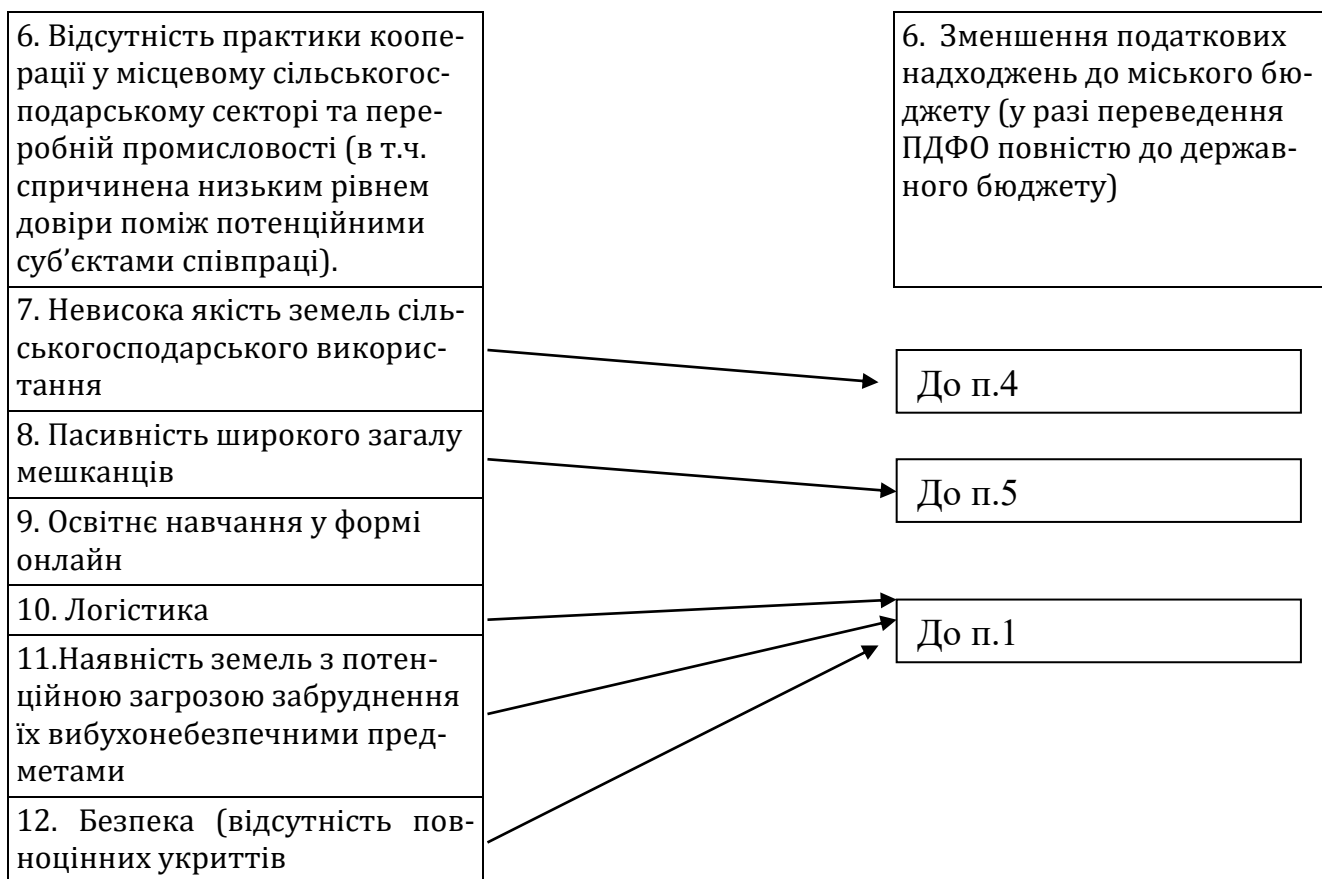 6. Відсутність практики коопе-
рації у місцевому сільськогос-
подарському секторі та пере-
робній промисловості (в т.ч.
спричинена низьким рівнем
довіри поміж потенційними
суб’єктами співпраці).
7. Невисока якість земель сіль-
ськогосподарського викорис-
тання
8. Пасивність широкого загалу
мешканців
9. Освітнє навчання у формі
онлайн
10. Логістика
11.Наявність земель з потен-
ційною загрозою забруднення
їх вибухонебезпечними пред-
метами
12. Безпека (відсутність пов-
ноцінних укриттів
6. Зменшення податкових
надходжень до міського бю-
джету (у разі переведення
ПДФО повністю до держав-
ного бюджету)
До п.4
До п.5
До п.1